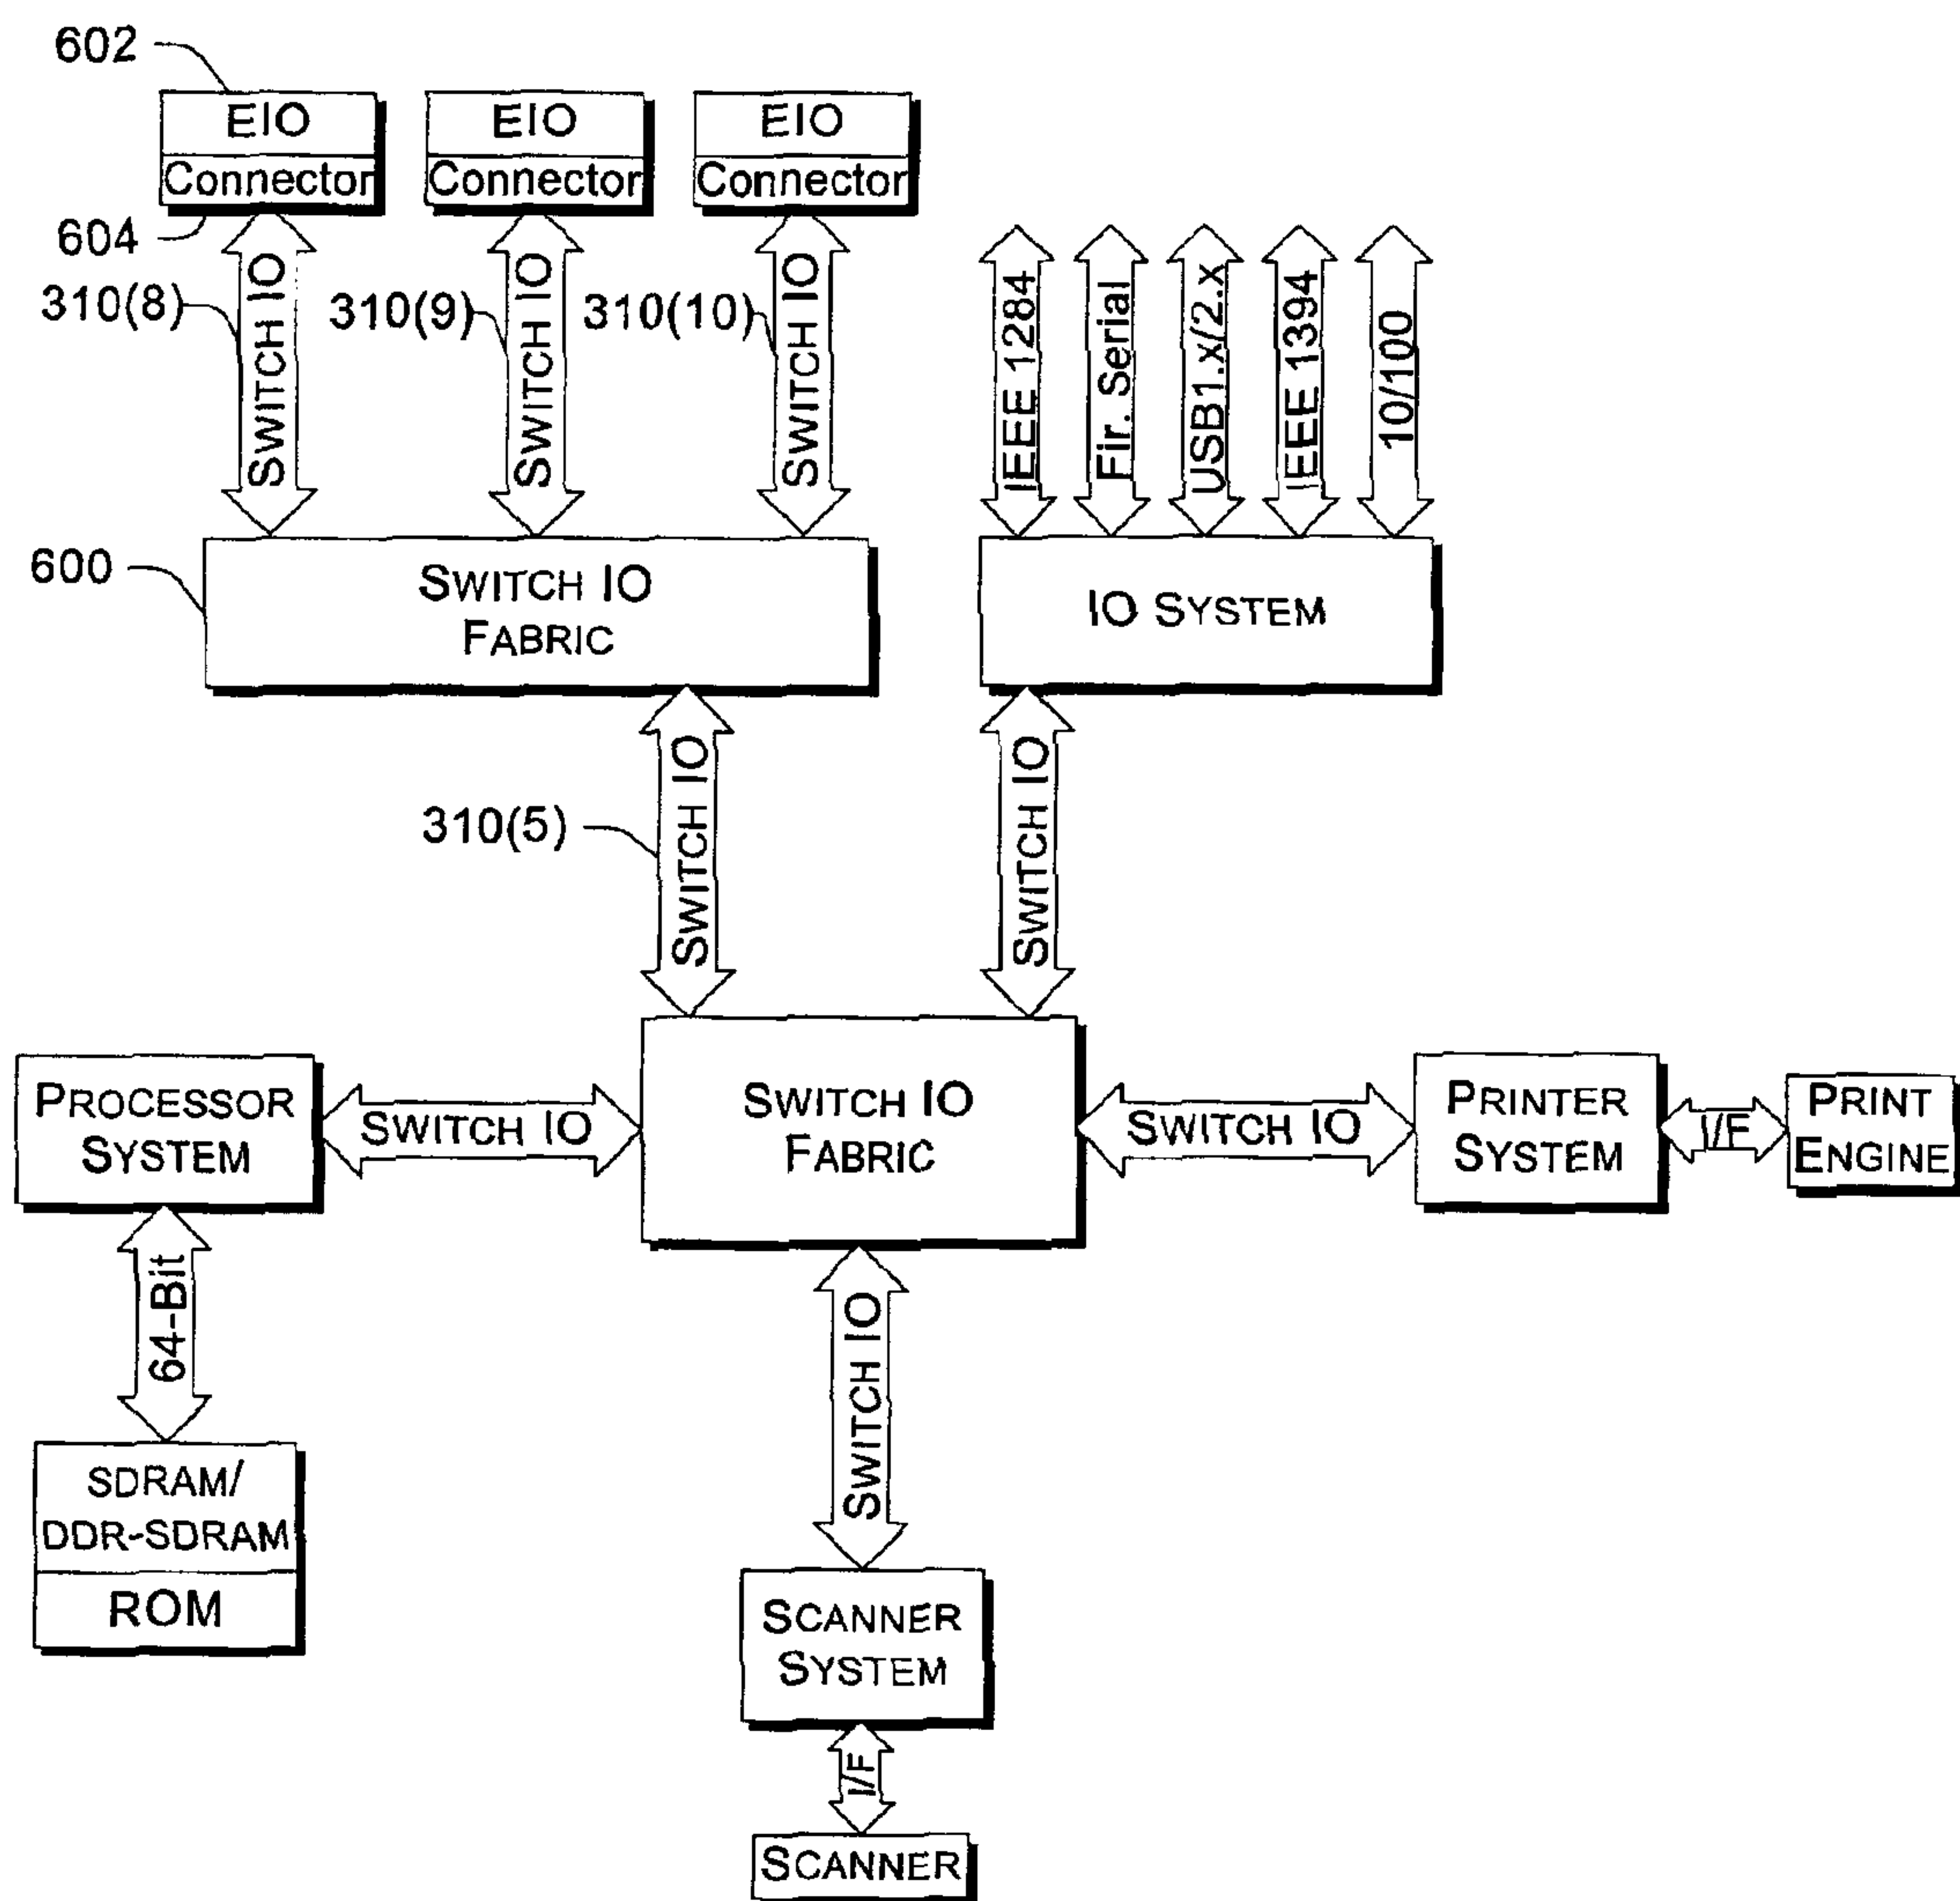 602
EIO
EIO
EIO
Connector
Connector
Connector
604
310(8)
310(9)
310(10)
SWITCH IO
SWITCH IO
SWITCH IO
IEEE 1284
Fir. Serial
USB1.x/2.x
IEEE 1394
10/100
600
SWITCH IO
FABRIC
IO SYSTEM
310(5)
SWITCH IO
SWITCH IO
PROCESSOR
SYSTEM
SWITCH IO
SWITCH IO
FABRIC
SWITCH IO
PRINTER
SYSTEM
I/F
PRINT
ENGINE
64-Bit
SWITCH IO
SDRAM/
DDR-SDRAM
ROM
SCANNER
SYSTEM
I/F
SCANNER